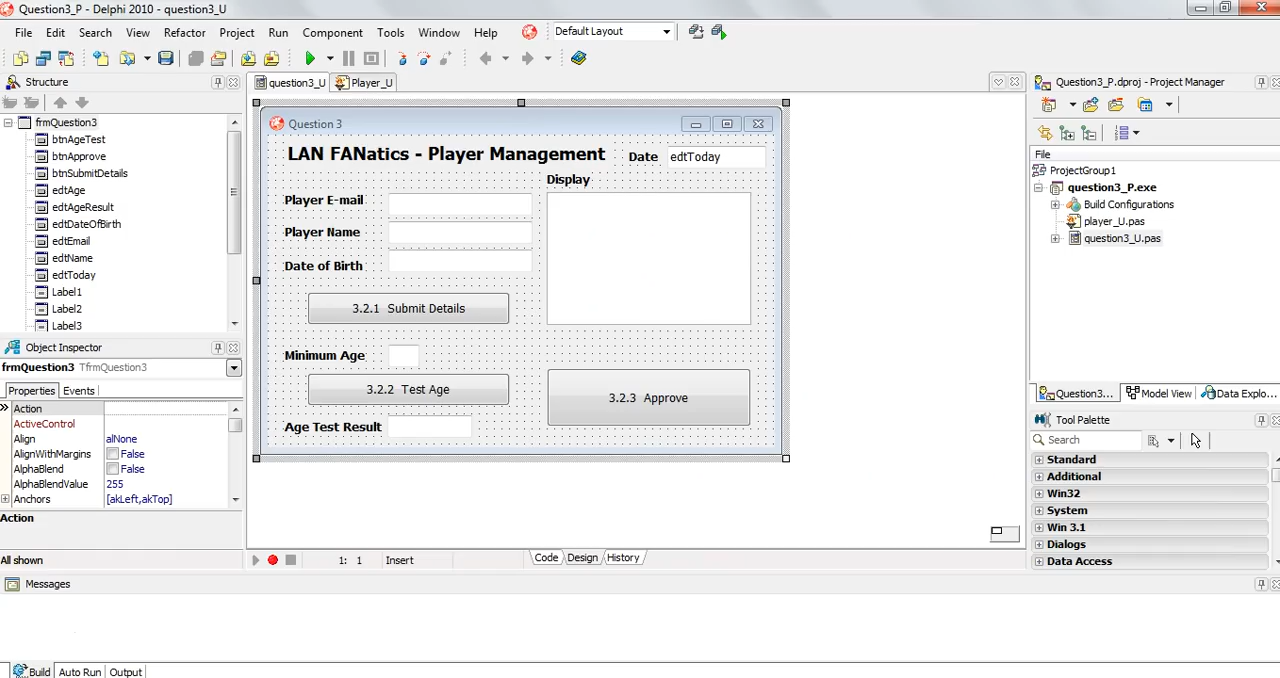 Question3_P - Delphi 2010 - question3_U
File Edit Search View Refactor Project Run Component Tools Window Help Default Layout
Structure
frmQuestion3
btnAgeTest
btnApprove
btnSubmitDetails
edtAge
edtAgeResult
edtDateOfBirth
edtEmail
edtName
edtToday
Label1
Label2
Label3
Object Inspector
frmQuestion3 TfrmQuestion3
Properties Events
Action
ActiveControl
Align alNone
AlignWithMargins False
AlphaBlend False
AlphaBlendValue 255
Anchors [akLeft,akTop]
Action
All shown
question3_U Player_U
Question 3
LAN FANatics - Player Management Date edtToday
Display
Player E-mail
Player Name
Date of Birth
3.2.1 Submit Details
Minimum Age
3.2.2 Test Age
3.2.3 Approve
Age Test Result
1: 1 Insert Code Design History
Question3_P.dproj - Project Manager
File
ProjectGroup1
question3_P.exe
Build Configurations
player_U.pas
question3_U.pas
Question3... Model View Data Explo...
Tool Palette
Search
Standard
Additional
Win32
System
Win 3.1
Dialogs
Data Access
Messages
Build Auto Run Output